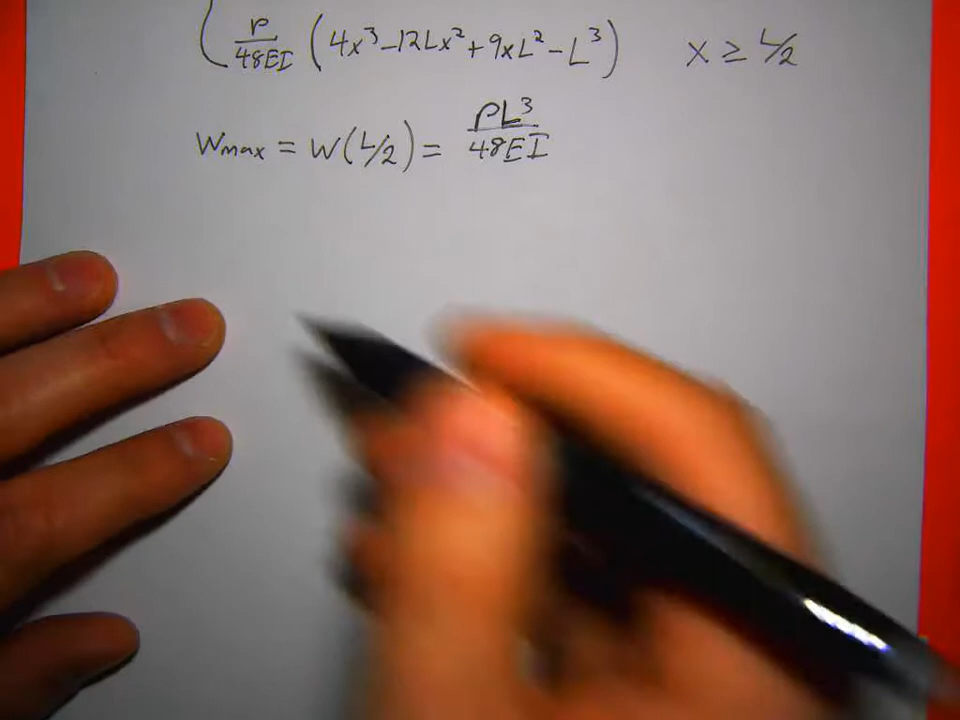 P/48EI (4x³-12Lx²+9xL²-L³) x ≥ L/2
Wmax = W(L/2) = PL³/48EI